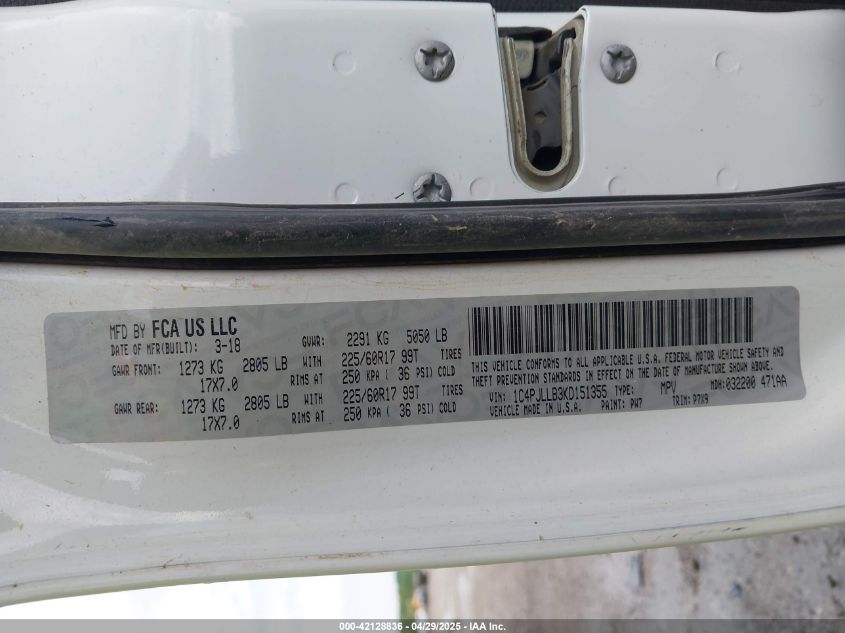 MFD BY FCA US LLC
DATE OF MFR(BUILT): 3-18 GVWR: 2291 KG 5050 LB
GAWR FRONT: 1273 KG 2805 LB WITH 225/60R17 99T TIRES
17X7.0 RIMS AT 250 KPA ( 36 PSI) COLD
GAWR REAR: 1273 KG 2805 LB WITH 225/60R17 99T TIRES
17X7.0 RIMS AT 250 KPA ( 36 PSI) COLD
THIS VEHICLE CONFORMS TO ALL APPLICABLE U.S.A. FEDERAL MOTOR VEHICLE SAFETY AND
THEFT PREVENTION STANDARDS IN EFFECT ON THE DATE OF MANUFACTURE SHOWN ABOVE.
VIN: 1C4PJLLB3KD151355 TYPE: MPV MDH:032200 471AA
VEHICLE MADE IN U.S.A. PAINT: PW7 TRIM: P7X9
000-42128836 - 04/29/2025 - IAA Inc.